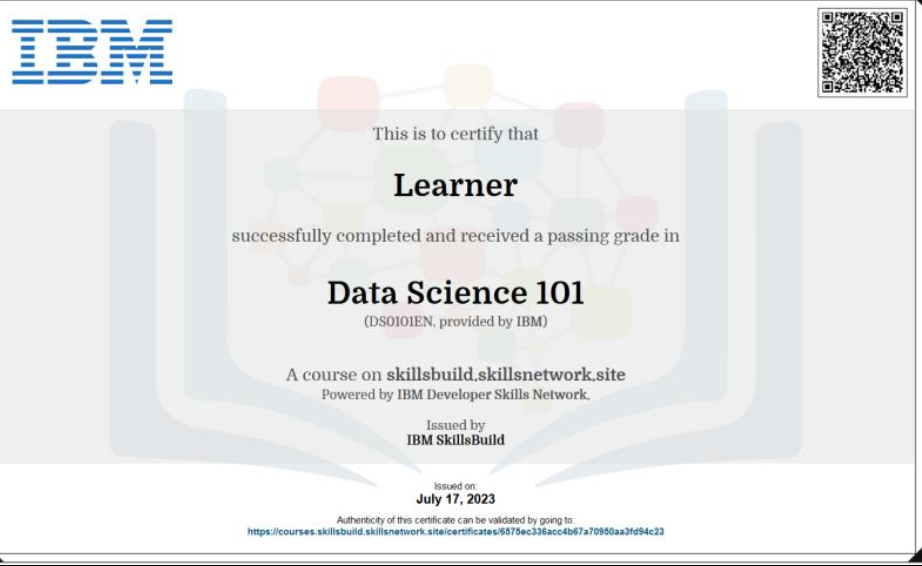 IBM
This is to certify that
Learner
successfully completed and received a passing grade in
Data Science 101
(DS0101EN, provided by IBM)
A course on skillsbuild.skillsnetwork.site
Powered by IBM Developer Skills Network.
Issued by
IBM SkillsBuild
Issued on:
July 17, 2023
Authenticity of this certificate can be validated by going to:
https://courses.skillsbuild.skillsnetwork.site/certificates/6575ec336acc4b67a70950aa3fd94c23